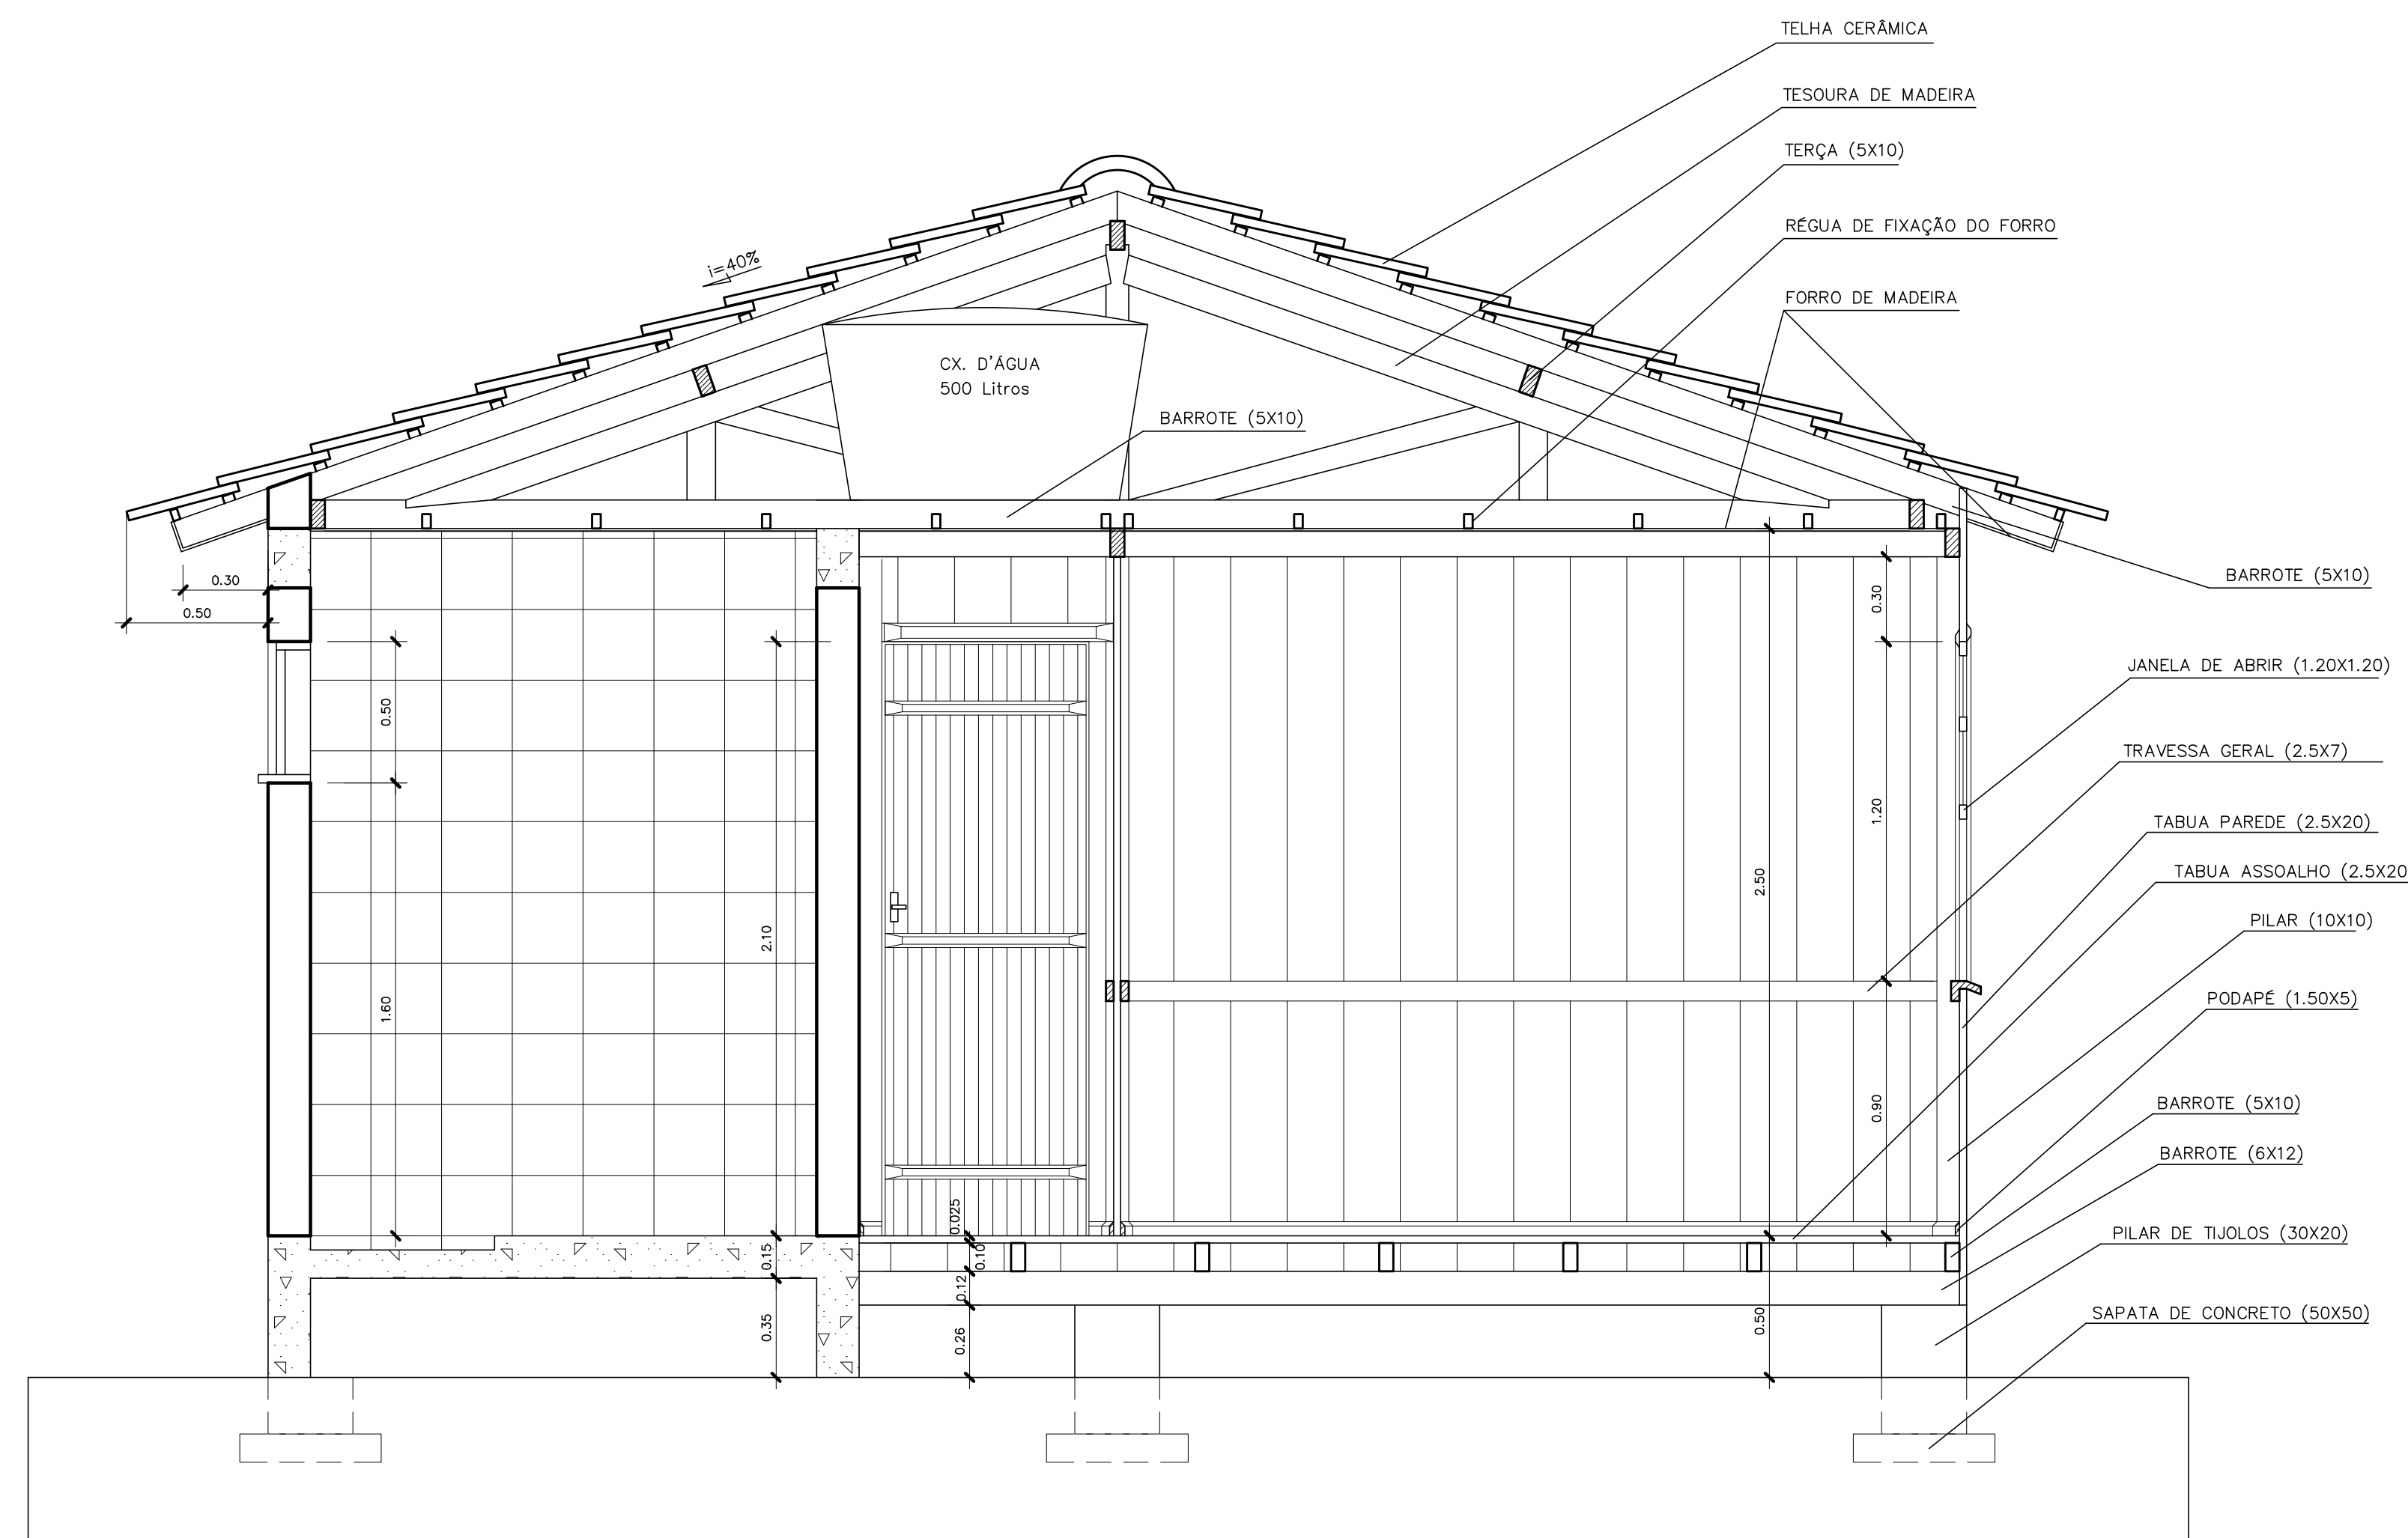 TELHA CERÂMICA
TESOURA DE MADEIRA
TERÇA (5X10)
RÉGUA DE FIXAÇÃO DO FORRO
i=40%
FORRO DE MADEIRA
CX. D'ÁGUA
500 Litros
BARROTE (5X10)
BARROTE (5X10)
0.30
0.50
0.30
JANELA DE ABRIR (1.20X1.20)
0.50
TRAVESSA GERAL (2.5X7)
1.20
TABUA PAREDE (2.5X20)
2.50
TABUA ASSOALHO (2.5X20
PILAR (10X10)
2.10
1.60
PODAPÉ (1.50X5)
0.90
BARROTE (5X10)
BARROTE (6X12)
0.025
PILAR DE TIJOLOS (30X20)
0.15
0.10
0.12
SAPATA DE CONCRETO (50X50)
0.35
0.26
0.50